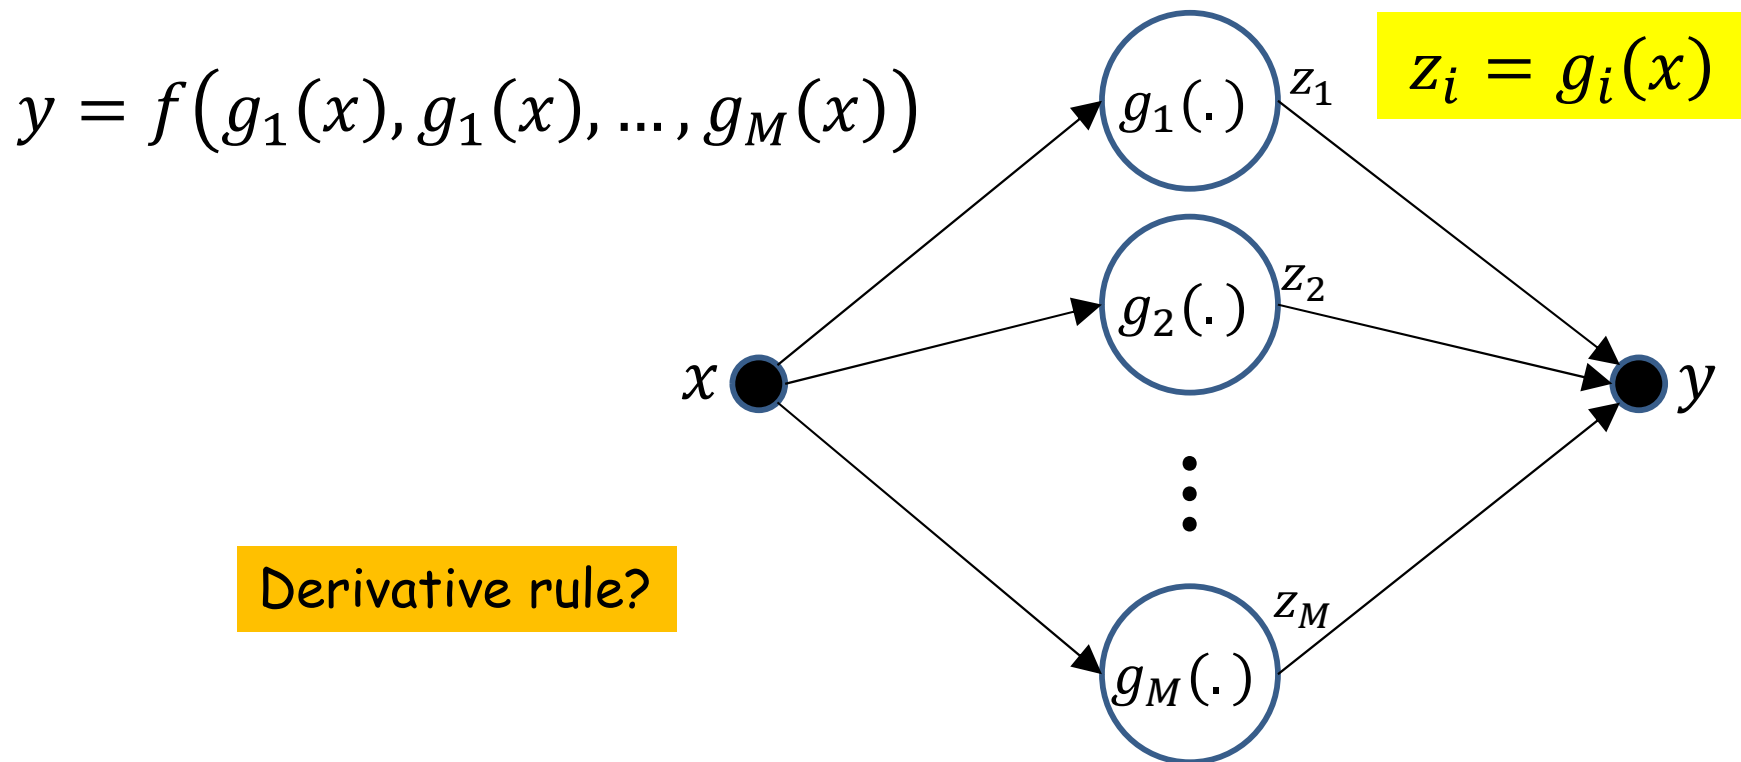 y = f(g₁(x), g₁(x), ..., g_M(x))
z_i = g_i(x)
g₁(.)
z₁
g₂(.)
z₂
x
y
⋮
Derivative rule?
z_M
g_M(.)